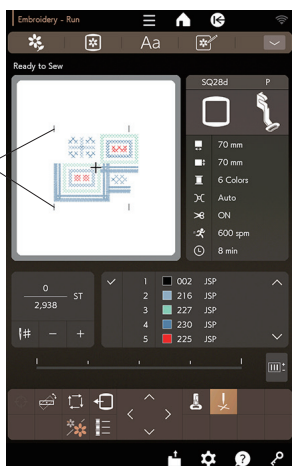 Embroidery - Run
Aa
Ready to Sew
SQ28d P
70 mm
70 mm
6 Colors
Auto
ON
600 spm
8 min
0
2,938
ST
1 002 JSP
2 216 JSP
3 227 JSP
4 230 JSP
5 225 JSP
- +
?